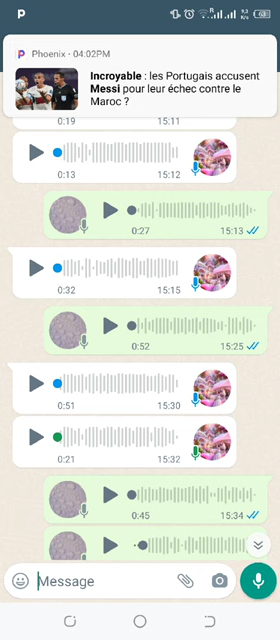 Phoenix • 04:02PM
Incroyable : les Portugais accusent
Messi pour leur échec contre le
Maroc ?
0:19 15:11
0:13 15:12
0:27 15:13
0:32 15:15
0:52 15:25
0:51 15:30
0:21 15:32
0:45 15:34
Message